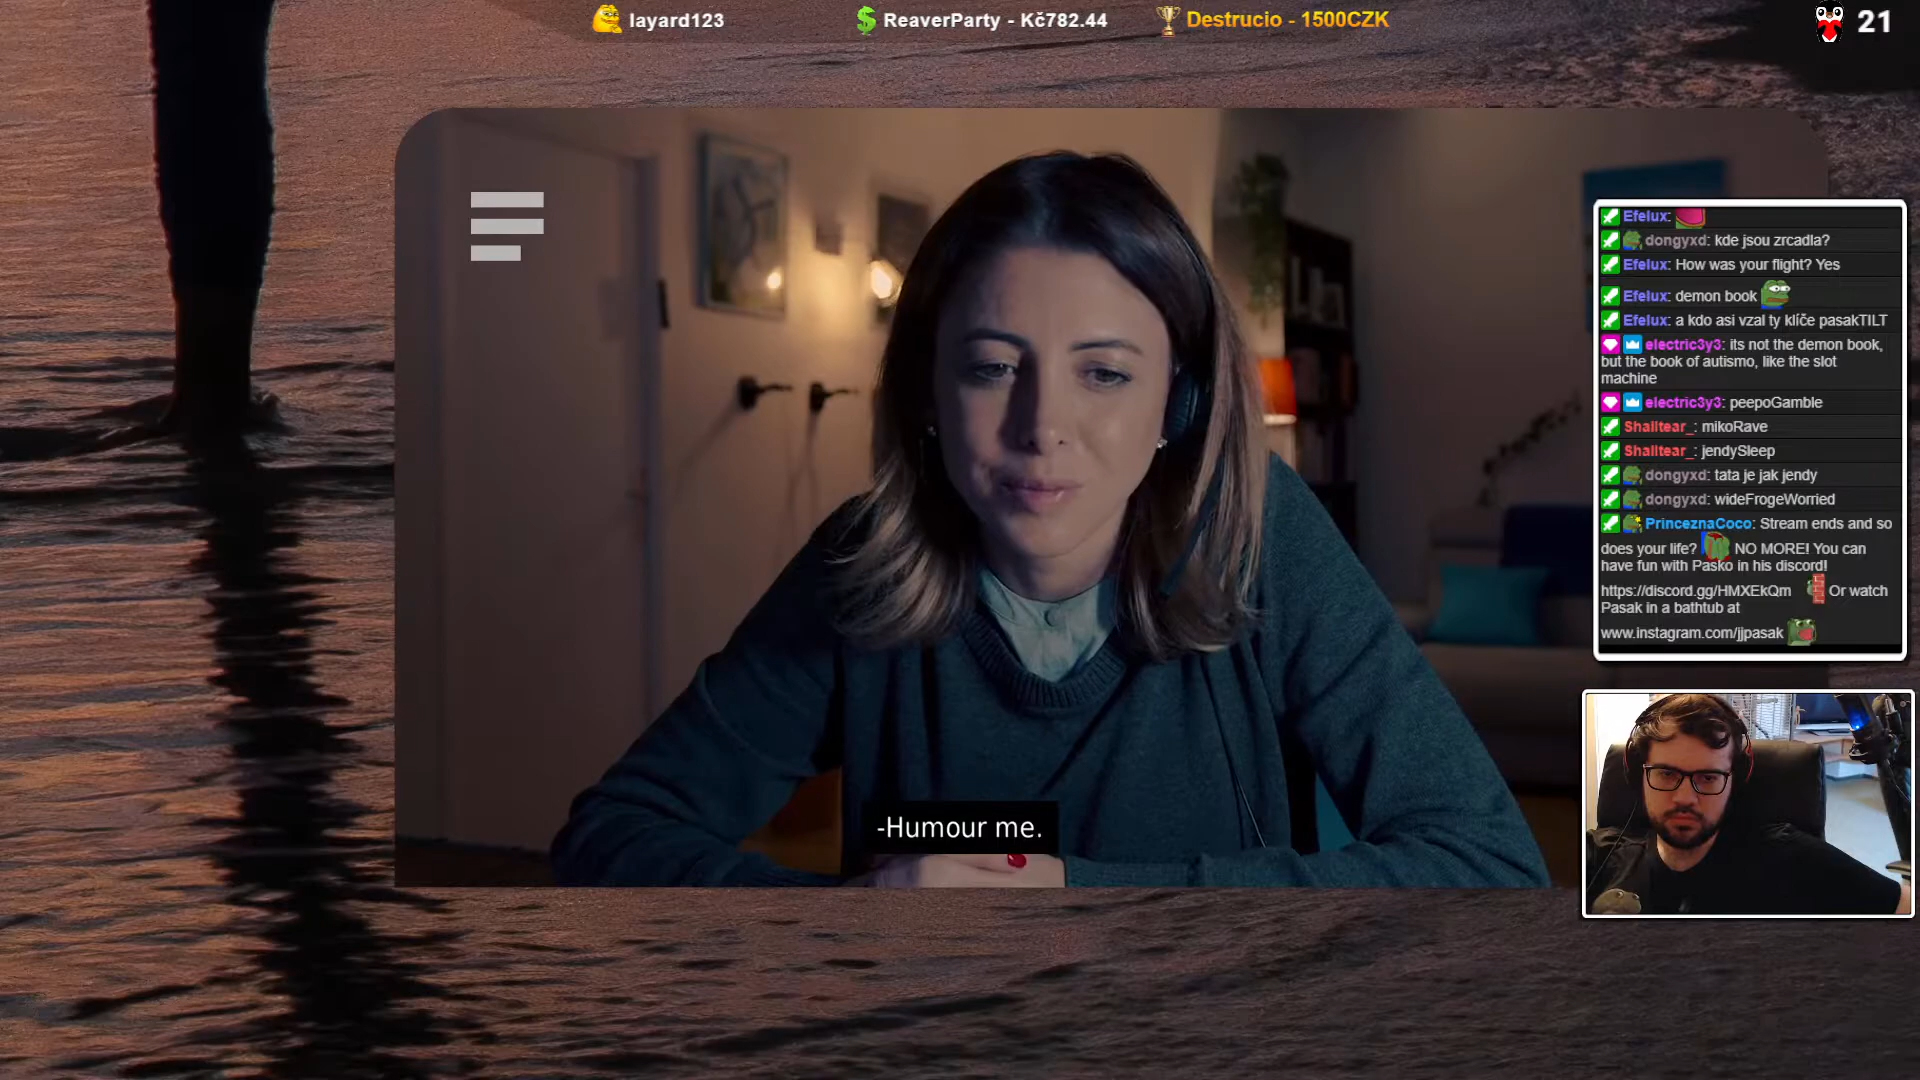 layard123
ReaverParty - Kč782.44
Destrucio - 1500CZK
21
Efelux:
dongyxd: kde jsou zrcadla?
Efelux: How was your flight? Yes
Efelux: demon book
Efelux: a kdo asi vzal ty klíče pasakTILT
electric3y3: its not the demon book,
but the book of autismo, like the slot
machine
electric3y3: peepoGamble
Shalltear_: mikoRave
Shalltear_: jendySleep
dongyxd: tata je jak jendy
dongyxd: wideFrogeWorried
PrinceznaCoco: Stream ends and so
does your life? NO MORE! You can
have fun with Pasko in his discord!
https://discord.gg/HMXEkQm Or watch
Pasak in a bathtub at
www.instagram.com/jjpasak
-Humour me.